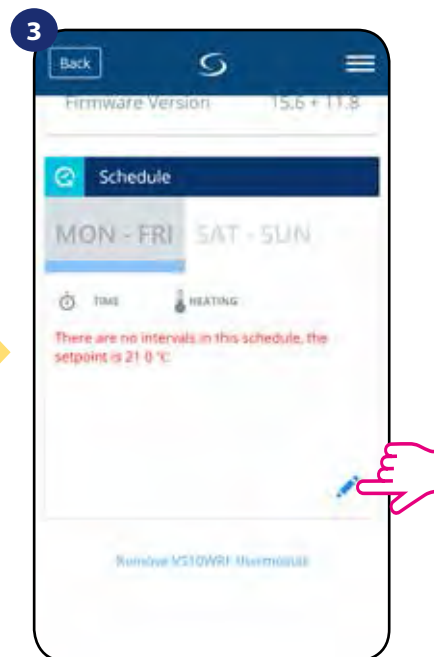 3
Back
Firmware Version 15.6 + 11.8
Schedule
MON - FRI SAT - SUN
TIME HEATING
There are no intervals in this schedule, the
setpoint is 21.0 °C
Remove VS10WRF thermostat